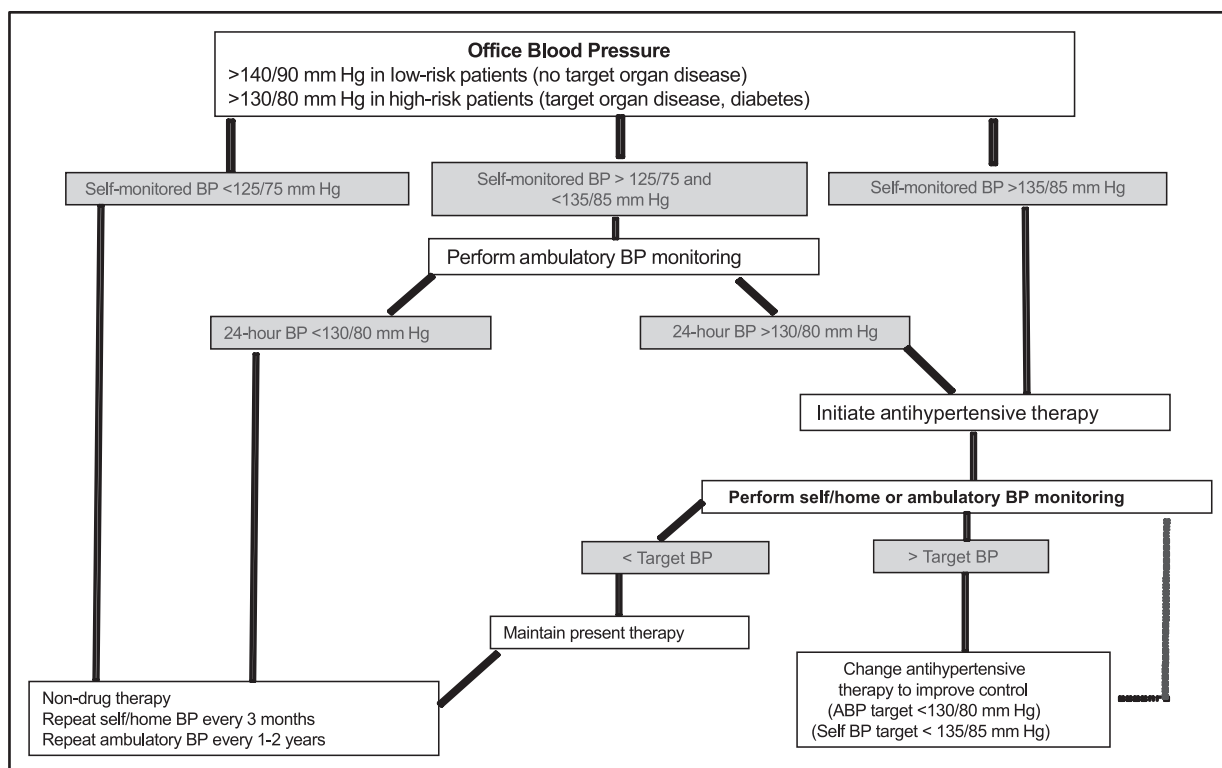 Office Blood Pressure
>140/90 mm Hg in low-risk patients (no target organ disease)
>130/80 mm Hg in high-risk patients (target organ disease, diabetes)
Self-monitored BP <125/75 mm Hg
Self-monitored BP > 125/75 and
<135/85 mm Hg
Self-monitored BP >135/85 mm Hg
Perform ambulatory BP monitoring
24-hour BP <130/80 mm Hg
24-hour BP >130/80 mm Hg
Initiate antihypertensive therapy
Perform self/home or ambulatory BP monitoring
< Target BP
> Target BP
Maintain present therapy
Non-drug therapy
Repeat self/home BP every 3 months
Repeat ambulatory BP every 1-2 years
Change antihypertensive
therapy to improve control
(ABP target <130/80 mm Hg)
(Self BP target < 135/85 mm Hg)